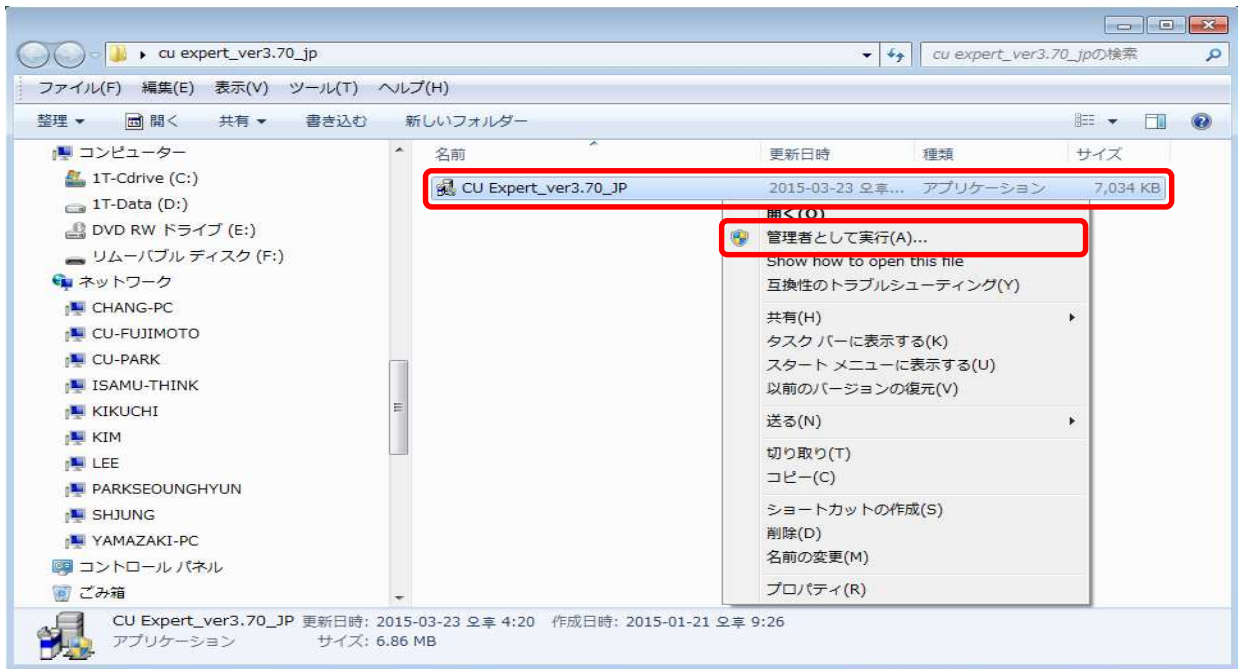 cu expert_ver3.70_jp
cu expert_ver3.70_jpの検索
ファイル(F) 編集(E) 表示(V) ツール(T) ヘルプ(H)
整理 開く 共有 書き込む 新しいフォルダー
名前 更新日時 種類 サイズ
CU Expert_ver3.70_JP 2015-03-23 오후... アプリケーション 7,034 KB
コンピューター
1T-Cdrive (C:)
1T-Data (D:)
DVD RW ドライブ (E:)
リムーバブル ディスク (F:)
ネットワーク
CHANG-PC
CU-FUJIMOTO
CU-PARK
ISAMU-THINK
KIKUCHI
KIM
LEE
PARKSEOUNGHYUN
SHJUNG
YAMAZAKI-PC
コントロール パネル
ごみ箱
開く(O)
管理者として実行(A)...
Show how to open this file
互換性のトラブルシューティング(Y)
共有(H)
タスク バーに表示する(K)
スタート メニューに表示する(U)
以前のバージョンの復元(V)
送る(N)
切り取り(T)
コピー(C)
ショートカットの作成(S)
削除(D)
名前の変更(M)
プロパティ(R)
CU Expert_ver3.70_JP 更新日時: 2015-03-23 오후 4:20 作成日時: 2015-01-21 오후 9:26
アプリケーション サイズ: 6.86 MB